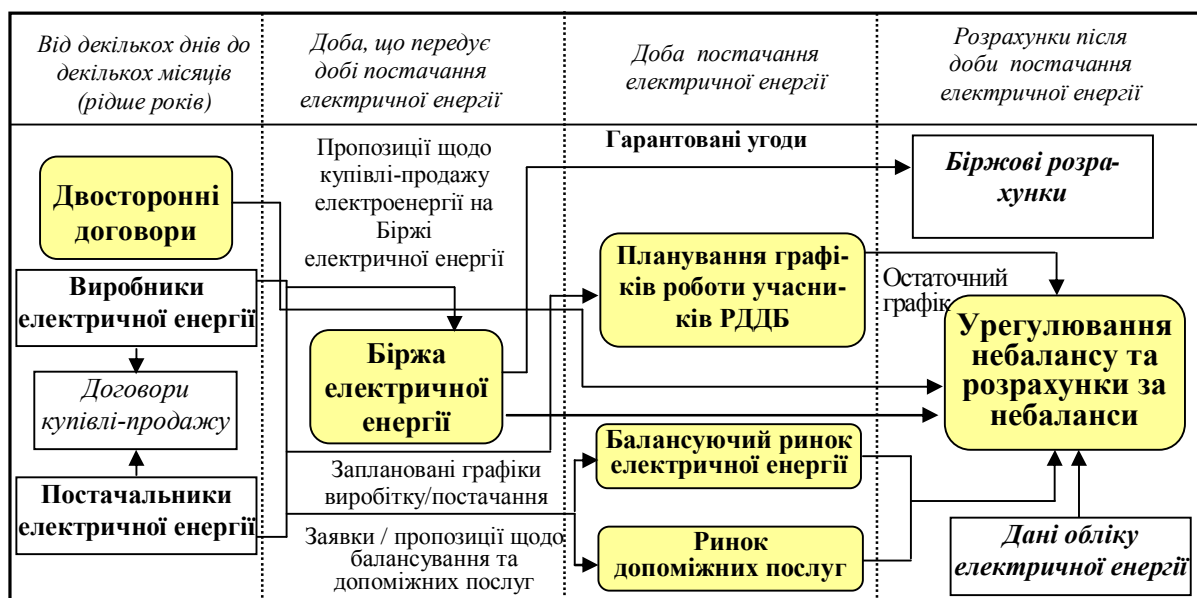 Від декількох днів до
декількох місяців
(рідше років)
Доба, що передує
добі постачання
електричної енергії
Доба постачання
електричної енергії
Розрахунки після
доби постачання
електричної енергії
Двосторонні
договори
Виробники
електричної енергії
Договори
купівлі-продажу
Постачальники
електричної енергії
Пропозиції щодо
купівлі-продажу
електроенергії на
Біржі
електричної енергії
Біржа
електричної
енергії
Заплановані графіки
виробітку/постачання
Заявки / пропозиції щодо
балансування та
допоміжних послуг
Гарантовані угоди
Планування графі-
ків роботи учасни-
ків РДДБ
Балансуючий ринок
електричної енергії
Ринок
допоміжних послуг
Біржові розра-
хунки
Остаточний
графік
Урегулювання
небалансу та
розрахунки за
небаланси
Дані обліку
електричної енергії